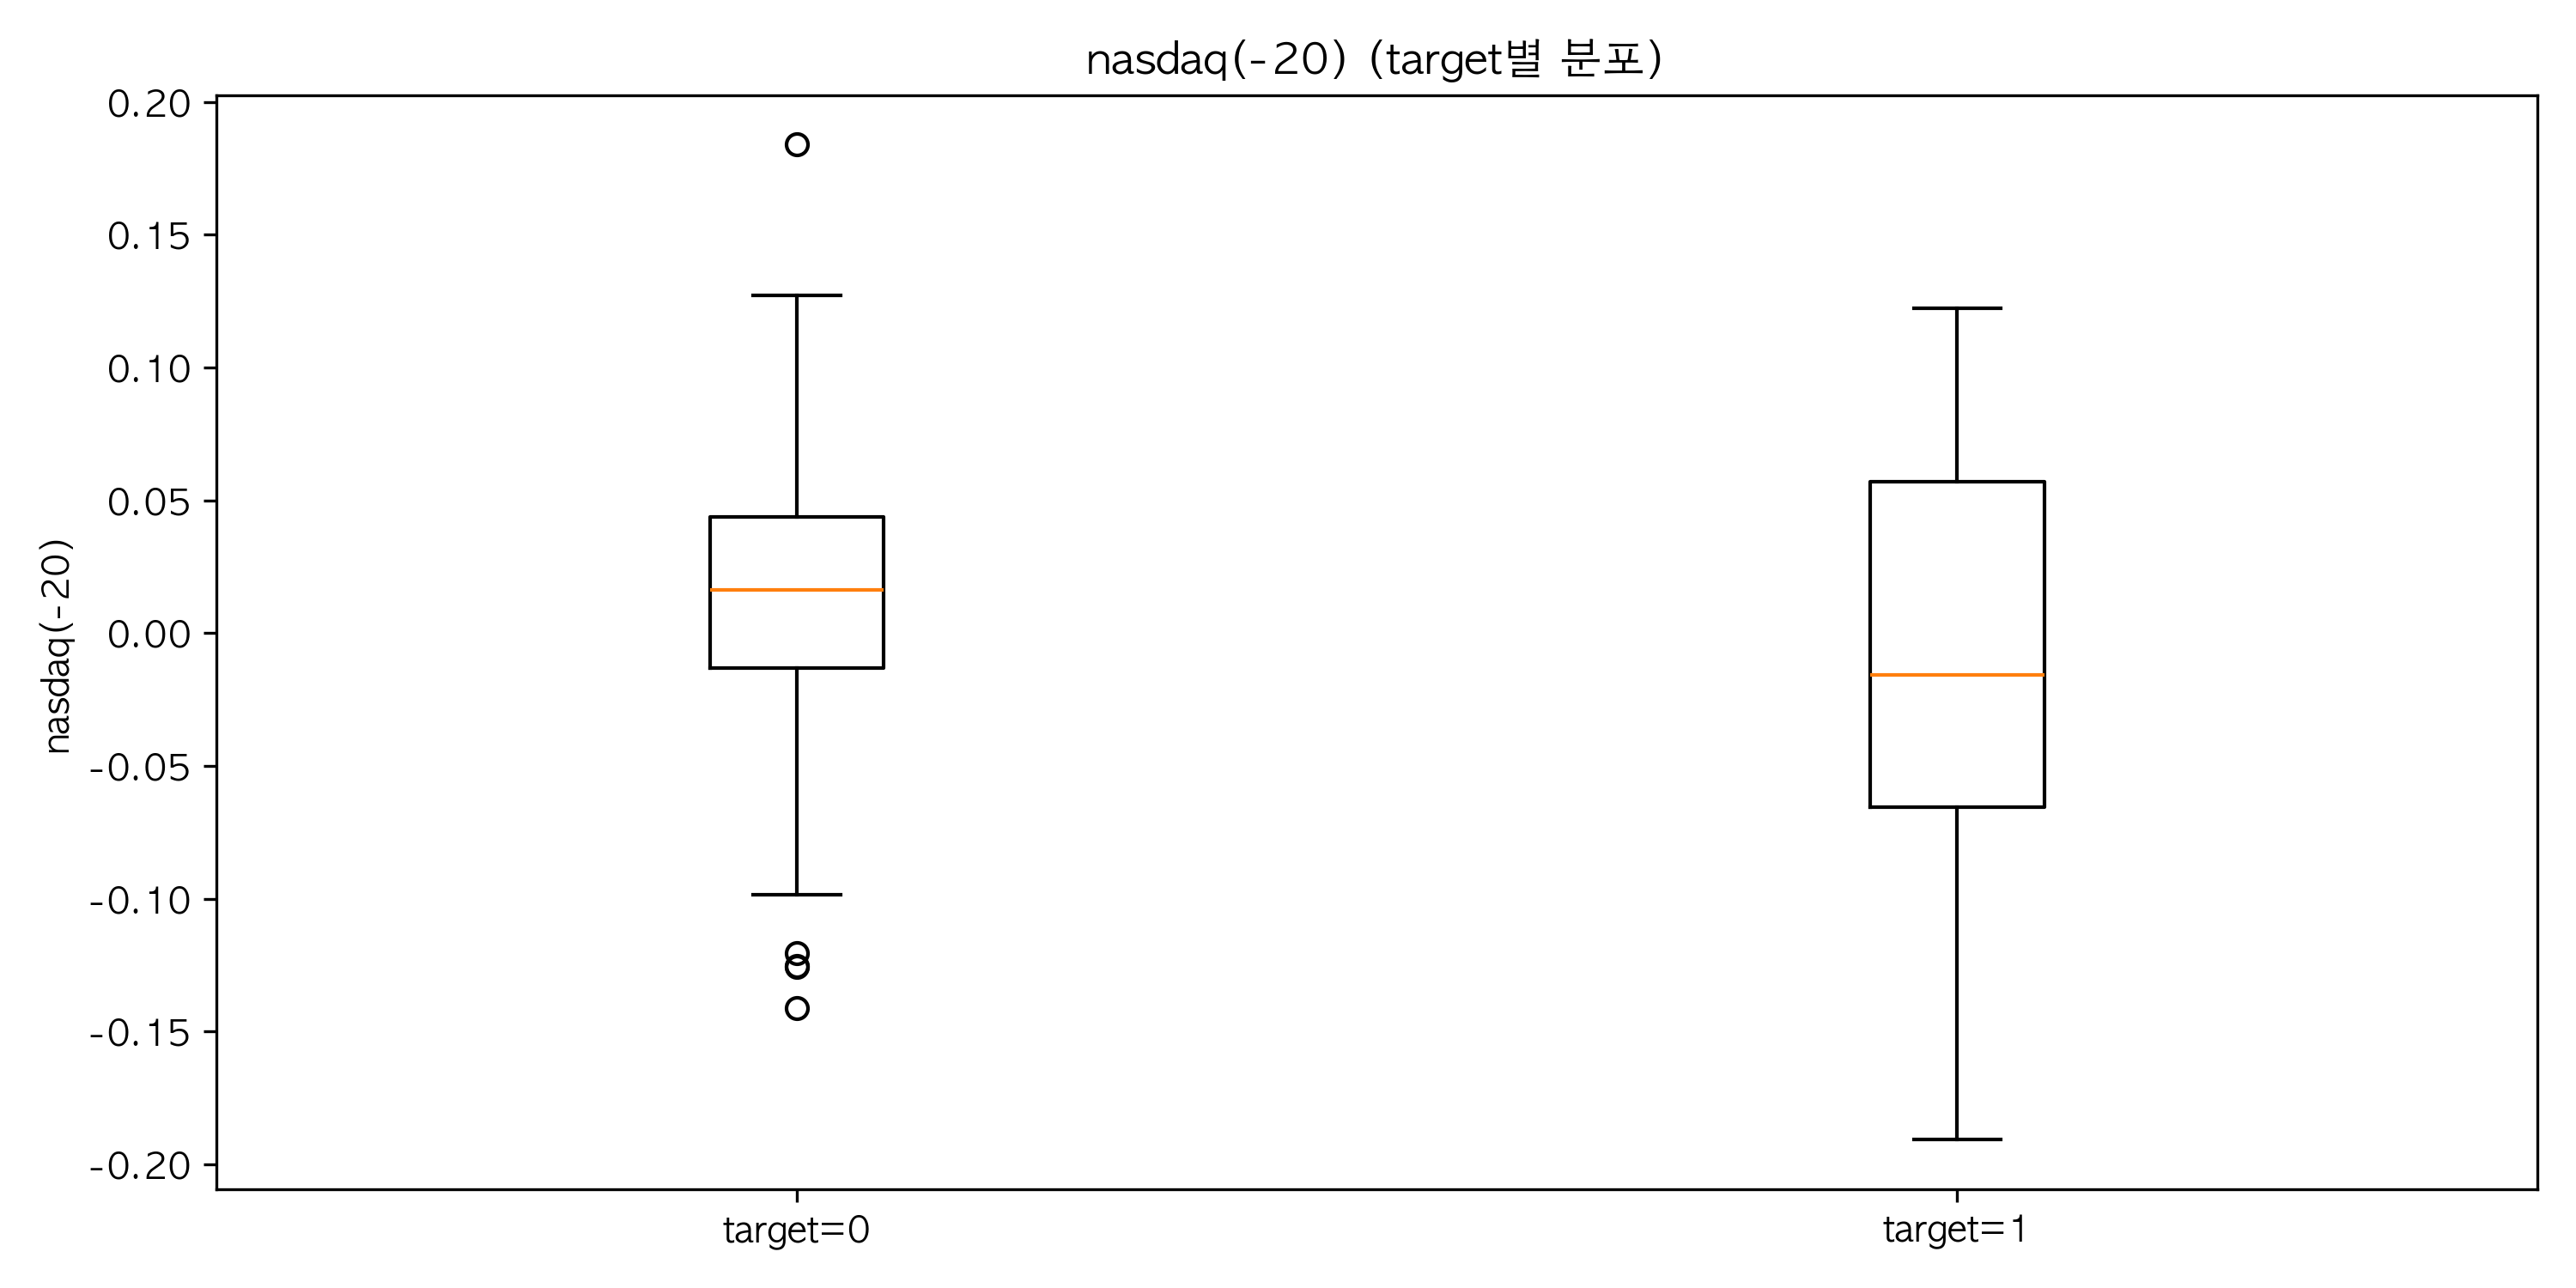 nasdaq(-20) (target별 분포)
0.20
0.15
0.10
0.05
0.00
-0.05
-0.10
-0.15
-0.20
nasdaq(-20)
target=0
target=1